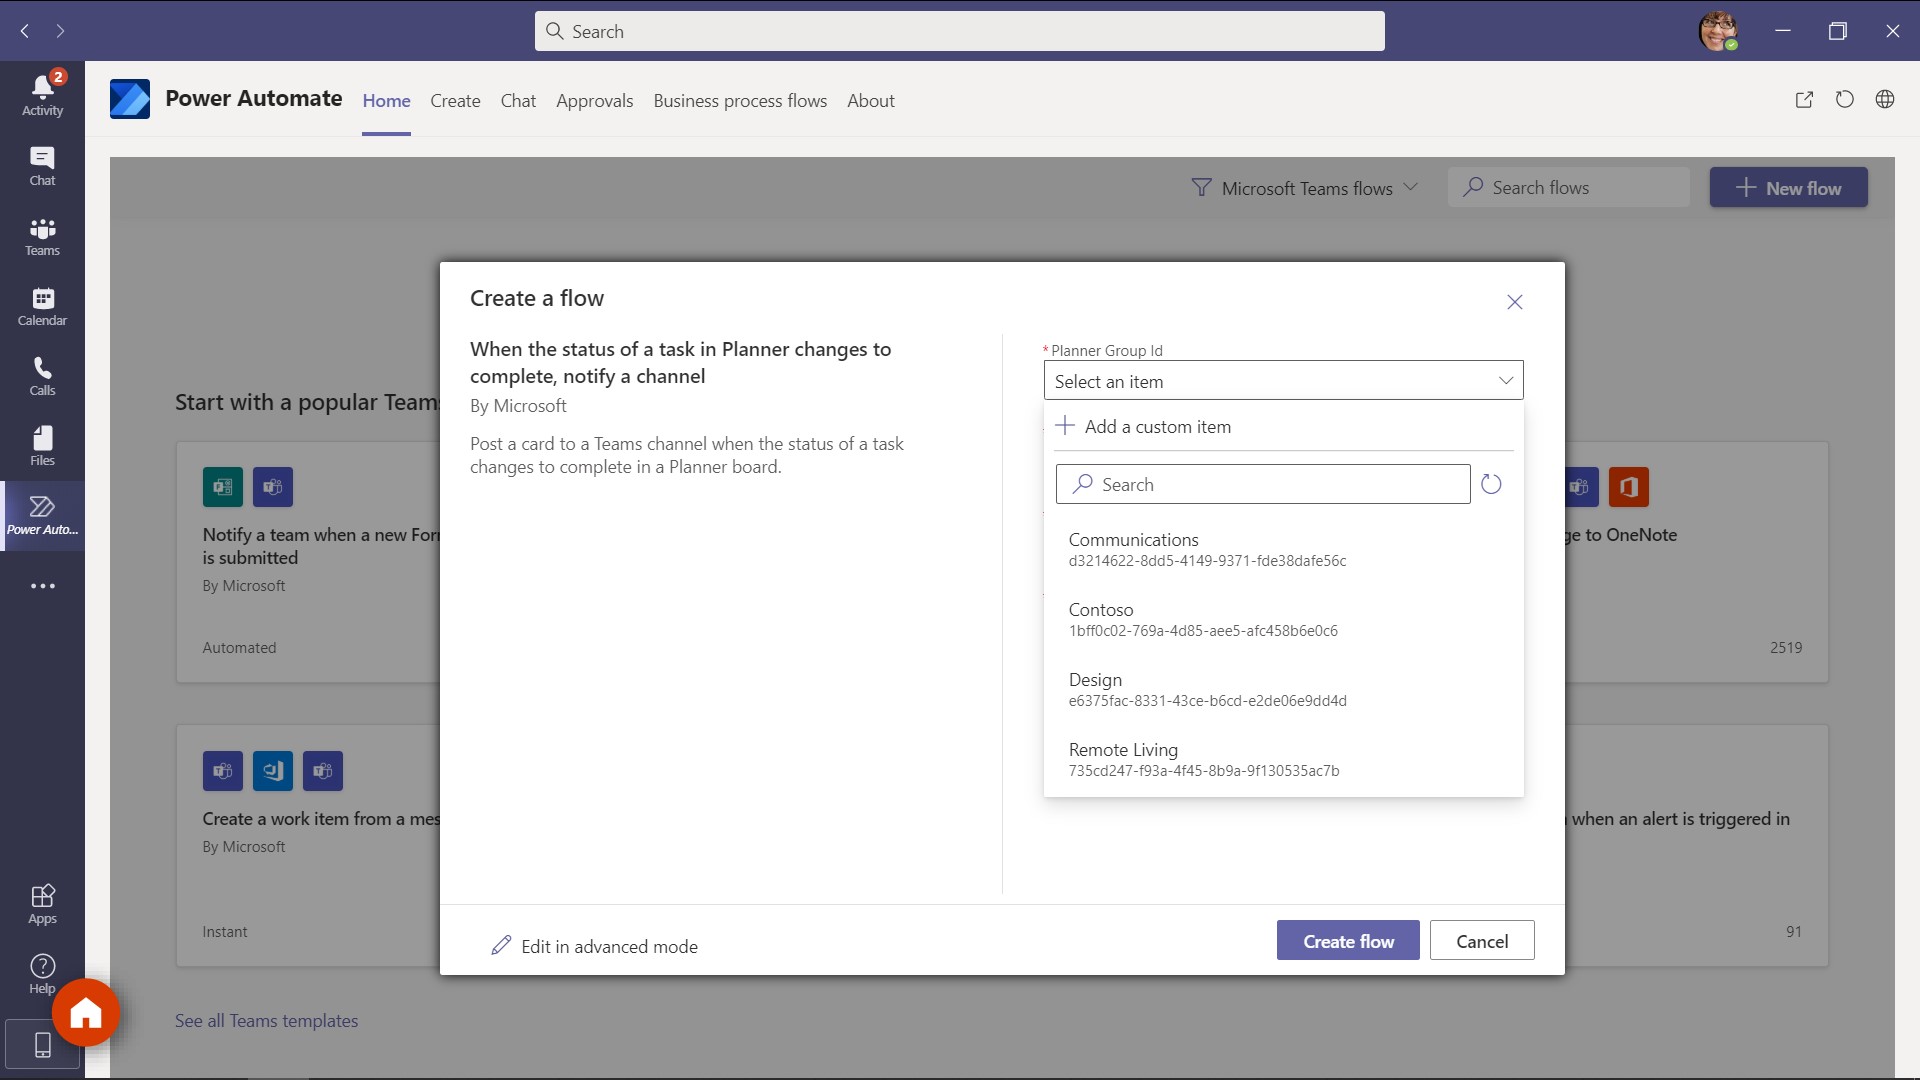 Search
2
Activity
Chat
Teams
Calendar
Calls
Files
Power Auto...
Apps
Help
Power Automate
Home
Create
Chat
Approvals
Business process flows
About
Microsoft Teams flows
Search flows
New flow
Start with a popular Teams
Notify a team when a new For
is submitted
By Microsoft
Automated
ge to OneNote
2519
Create a work item from a mes
By Microsoft
Instant
when an alert is triggered in
91
See all Teams templates
Create a flow
When the status of a task in Planner changes to
complete, notify a channel
By Microsoft
Post a card to a Teams channel when the status of a task
changes to complete in a Planner board.
* Planner Group Id
Select an item
Add a custom item
Search
Communications
d3214622-8dd5-4149-9371-fde38dafe56c
Contoso
1bff0c02-769a-4d85-aee5-afc458b6e0c6
Design
e6375fac-8331-43ce-b6cd-e2de06e9dd4d
Remote Living
735cd247-f93a-4f45-8b9a-9f130535ac7b
Edit in advanced mode
Create flow
Cancel